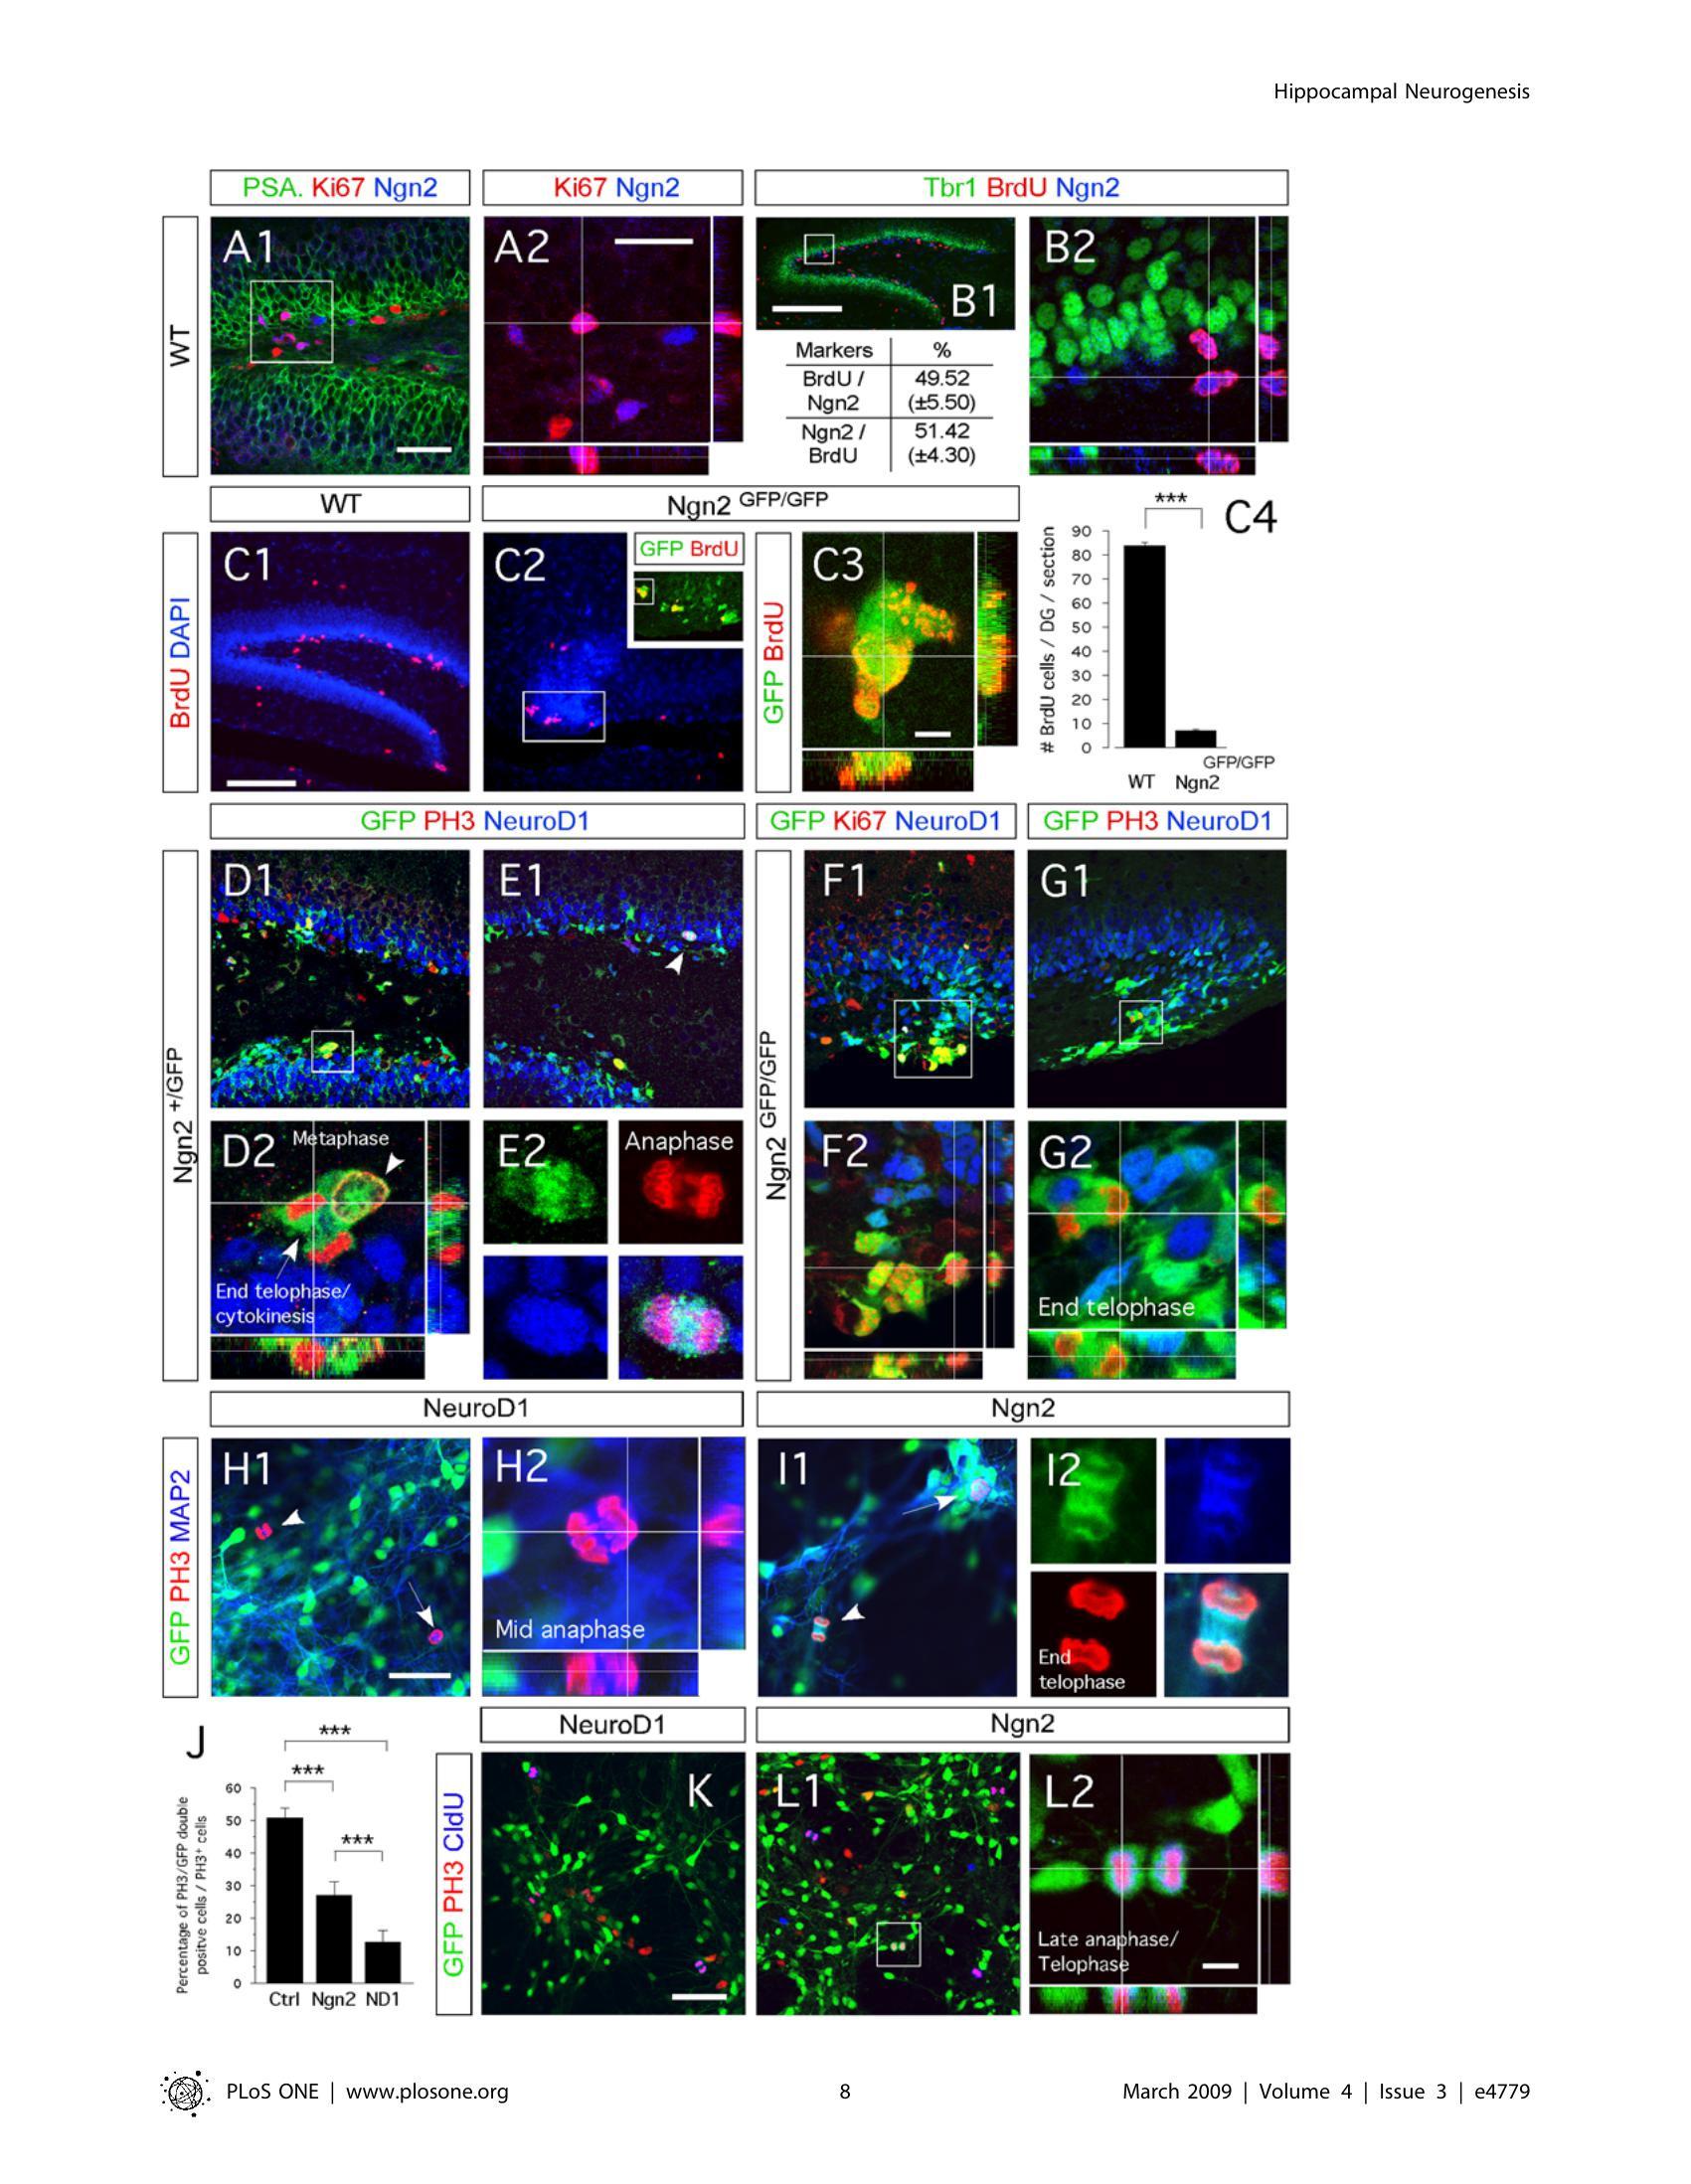 Hippocampal Neurogenesis
PSA. Ki67 Ngn2
Ki67 Ngn2
Tbr1 BrdU Ngn2
WT
A1
A2
B1
B2
Markers %
BrdU / 49.52
Ngn2 (±5.50)
Ngn2 / 51.42
BrdU (±4.30)
WT
Ngn2 GFP/GFP
BrdU DAPI
C1
C2
GFP BrdU
GFP BrdU
C3
C4
***
# BrdU cells / DG / section
90
80
70
60
50
40
30
20
10
0
GFP/GFP
WT Ngn2
GFP PH3 NeuroD1
GFP Ki67 NeuroD1
GFP PH3 NeuroD1
Ngn2 +/GFP
D1
E1
Ngn2 GFP/GFP
F1
G1
D2
Metaphase
End telophase/
cytokinesis
E2
Anaphase
F2
G2
End telophase
NeuroD1
Ngn2
GFP PH3 MAP2
H1
H2
Mid anaphase
I1
I2
End
telophase
J
***
***
***
Percentage of PH3/GFP double
positve cells / PH3+ cells
60
50
40
30
20
10
0
Ctrl Ngn2 ND1
NeuroD1
Ngn2
GFP PH3 CldU
K
L1
L2
Late anaphase/
Telophase
PLoS ONE | www.plosone.org
8
March 2009 | Volume 4 | Issue 3 | e4779